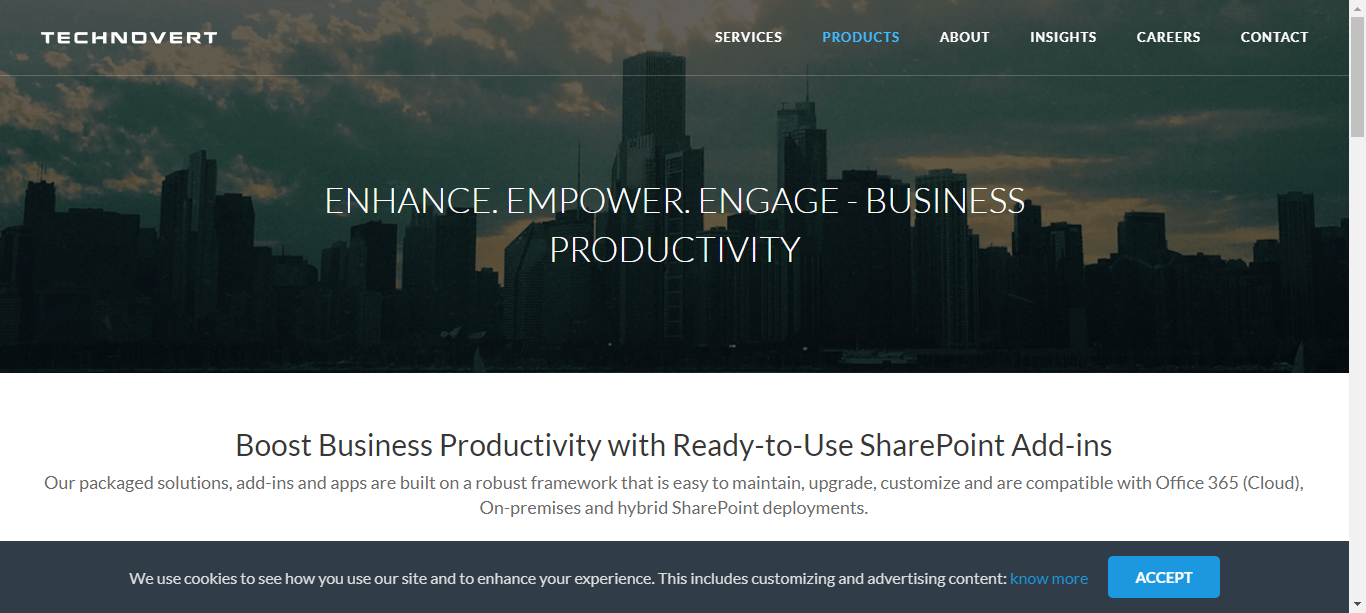 TECHNOVERT
SERVICES PRODUCTS ABOUT INSIGHTS CAREERS CONTACT
ENHANCE. EMPOWER. ENGAGE - BUSINESS
PRODUCTIVITY
Boost Business Productivity with Ready-to-Use SharePoint Add-ins
Our packaged solutions, add-ins and apps are built on a robust framework that is easy to maintain, upgrade, customize and are compatible with Office 365 (Cloud),
On-premises and hybrid SharePoint deployments.
We use cookies to see how you use our site and to enhance your experience. This includes customizing and advertising content: know more ACCEPT